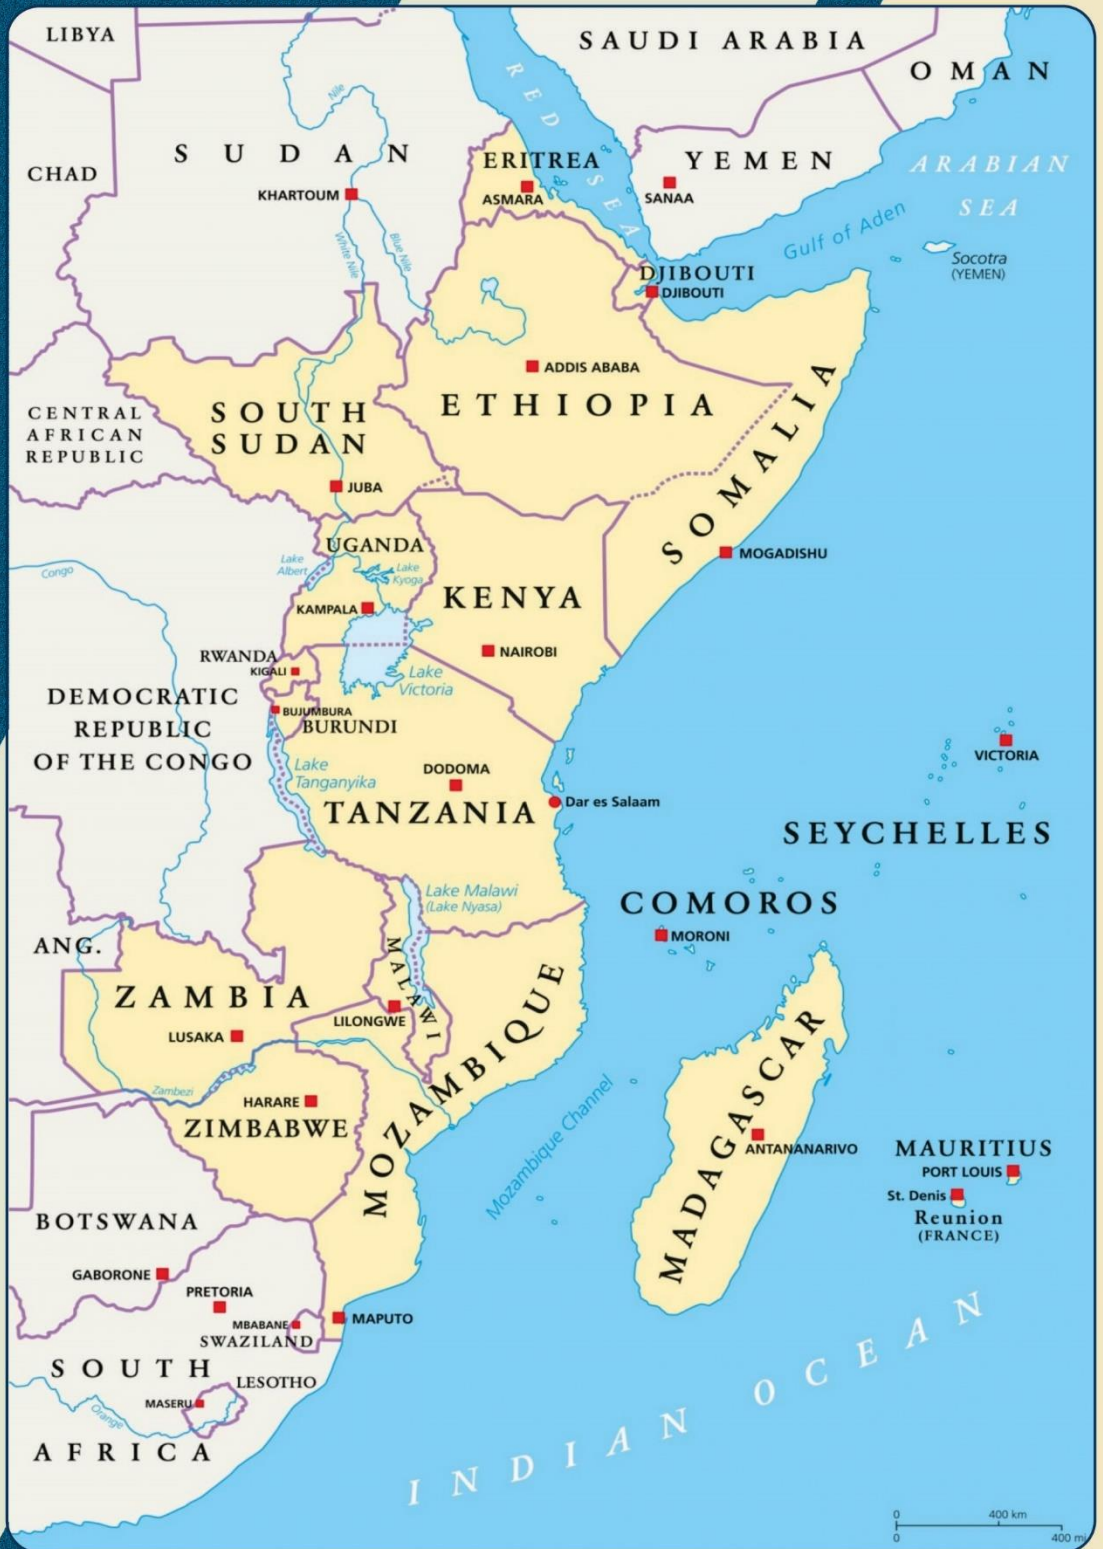 LIBYA
SAUDI ARABIA
OMAN
RED SEA
Nile
SUDAN
ERITREA
YEMEN
ARABIAN
SEA
CHAD
KHARTOUM
ASMARA
SANAA
White Nile
Blue Nile
Gulf of Aden
Socotra
(YEMEN)
DJIBOUTI
DJIBOUTI
ADDIS ABABA
ETHIOPIA
SOMALIA
CENTRAL
AFRICAN
REPUBLIC
SOUTH
SUDAN
JUBA
UGANDA
MOGADISHU
Congo
Lake
Albert
Lake
Kyoga
KENYA
KAMPALA
NAIROBI
RWANDA
KIGALI
Lake
Victoria
DEMOCRATIC
REPUBLIC
OF THE CONGO
BUJUMBURA
BURUNDI
Lake
Tanganyika
DODOMA
TANZANIA
Dar es Salaam
VICTORIA
SEYCHELLES
Lake Malawi
(Lake Nyasa)
COMOROS
MORONI
ANG.
MALAWI
ZAMBIA
LUSAKA
LILONGWE
MOZAMBIQUE
Zambezi
HARARE
ZIMBABWE
Mozambique Channel
MADAGASCAR
ANTANANARIVO
MAURITIUS
PORT LOUIS
St. Denis
Reunion
(FRANCE)
BOTSWANA
GABORONE
PRETORIA
MBABANE
SWAZILAND
MAPUTO
SOUTH
AFRICA
LESOTHO
MASERU
Orange
INDIAN OCEAN
0 400 km
0 400 mi